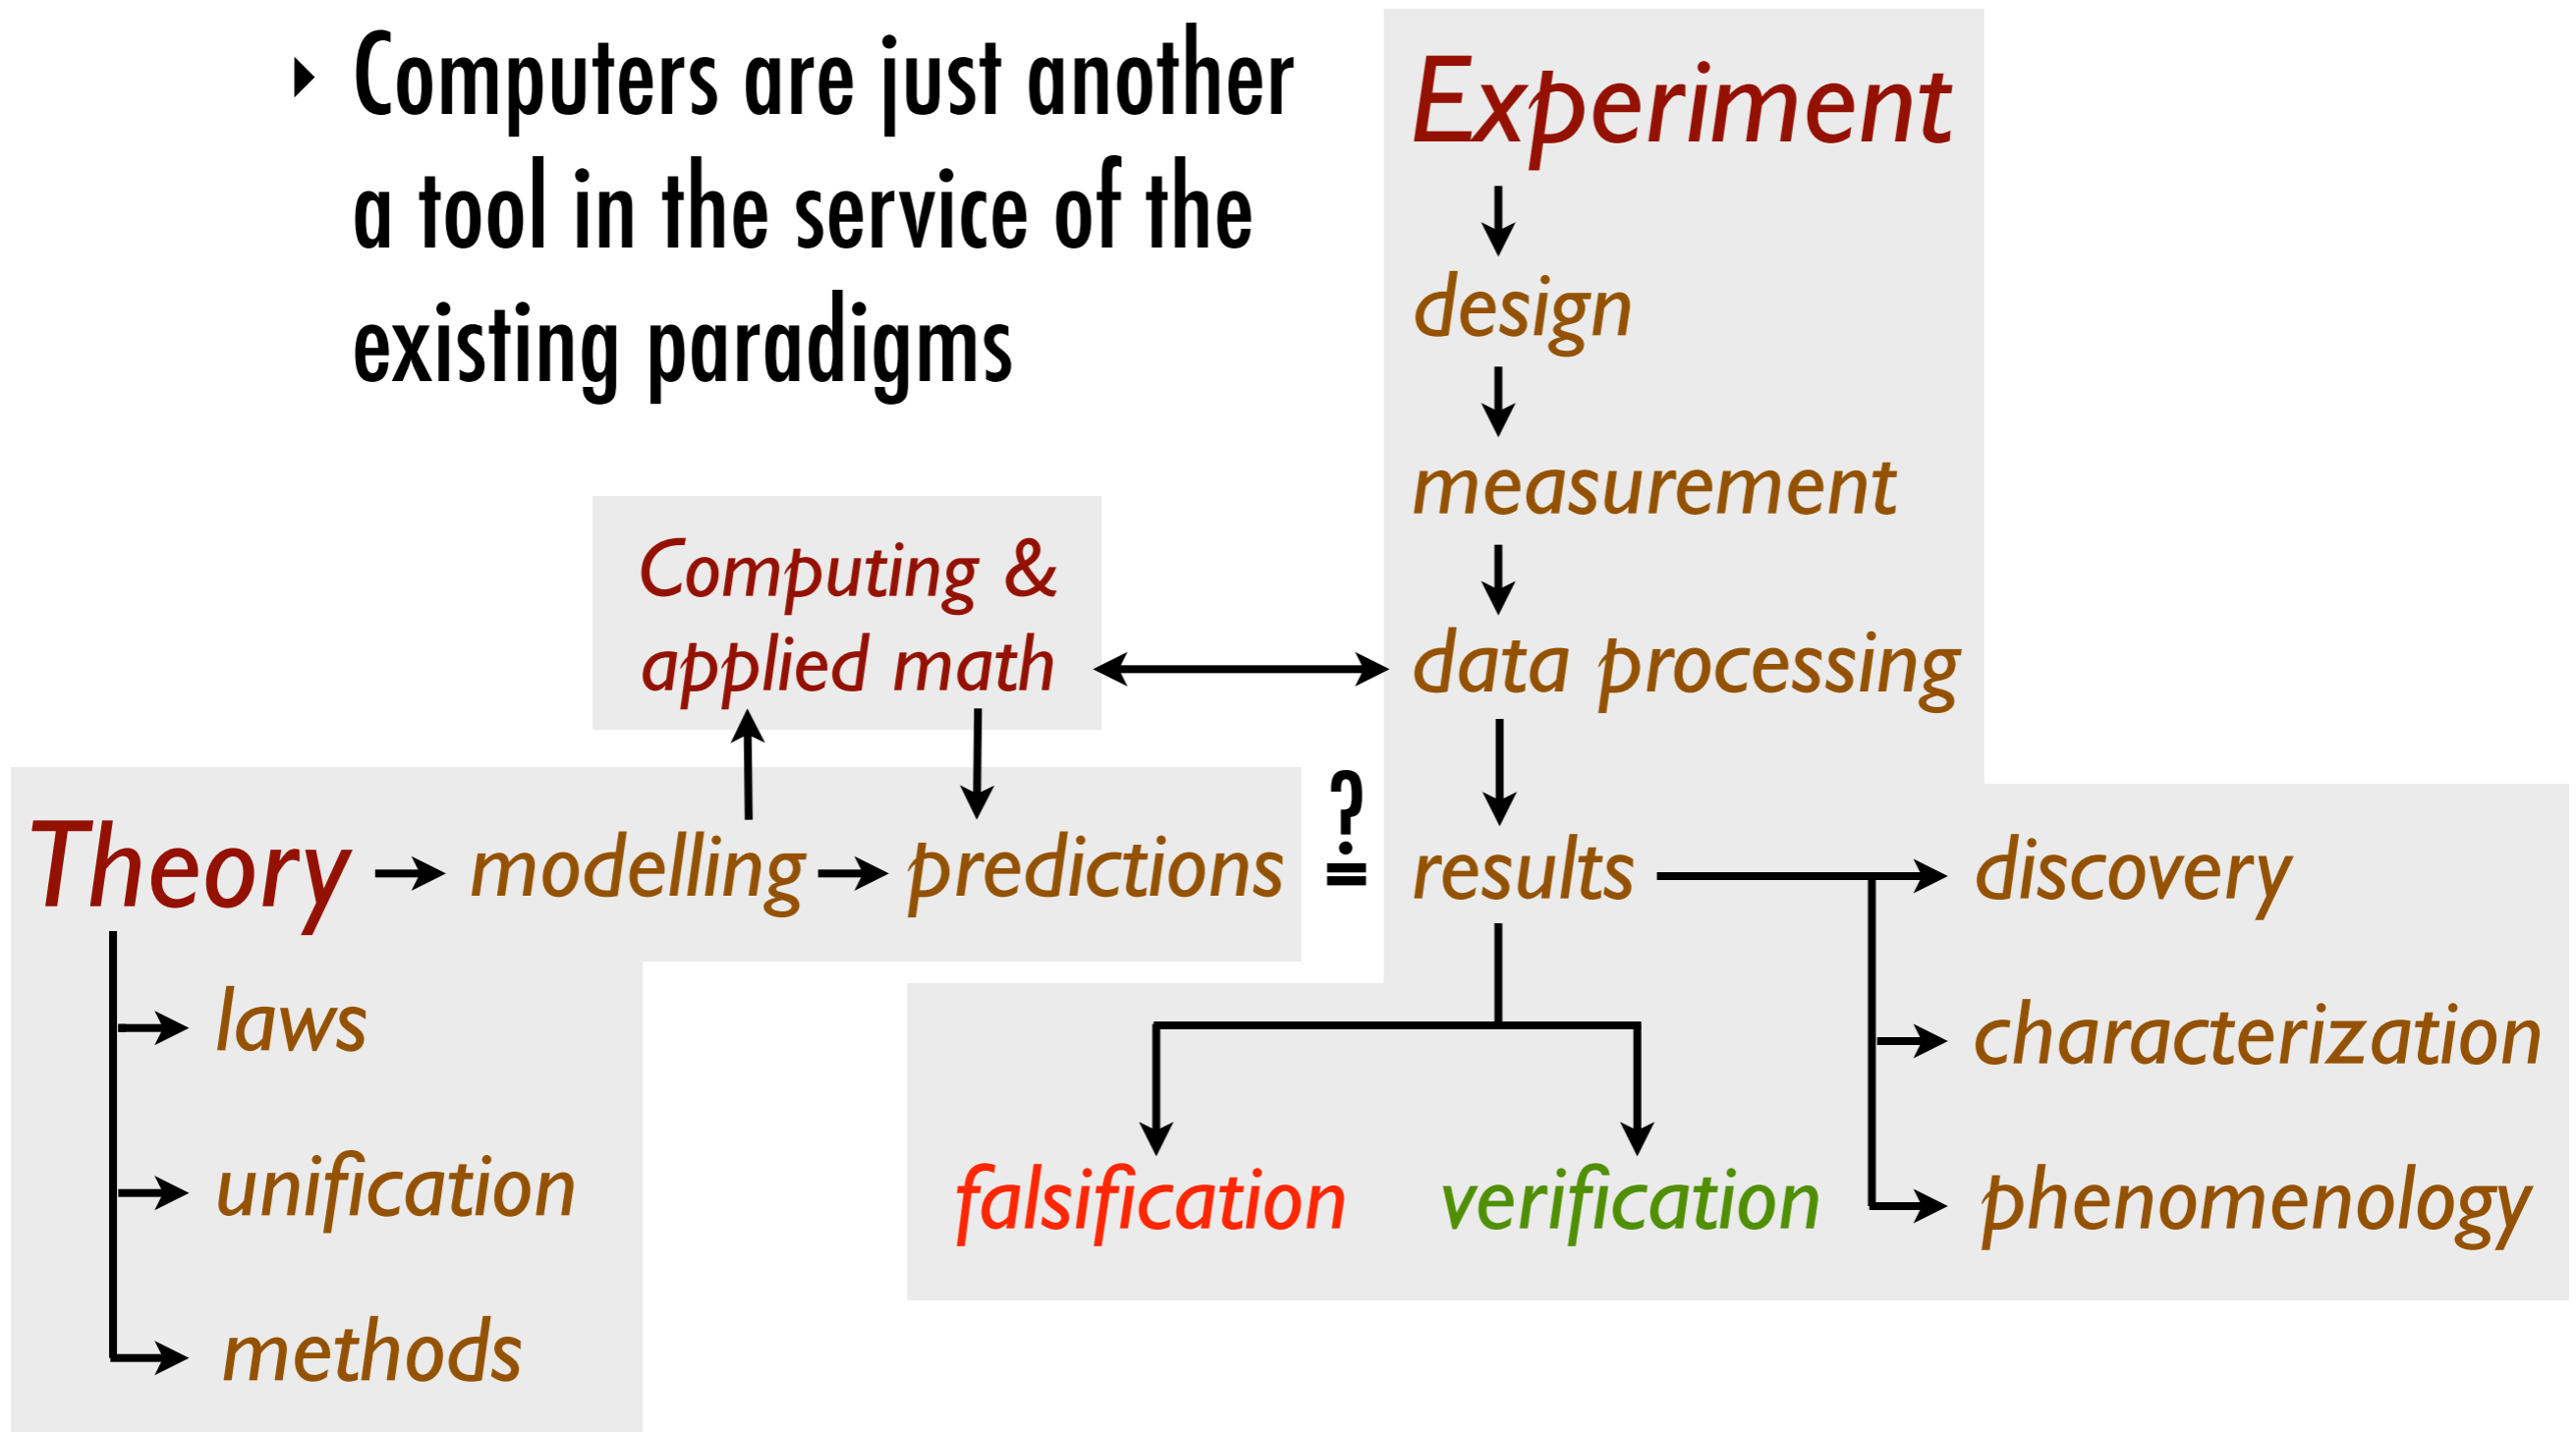 ‣ Computers are just another
a tool in the service of the
existing paradigms
Experiment
design
measurement
data processing
Computing &
applied math
Theory
modelling
predictions
?
=
results
discovery
laws
characterization
unification
falsification
verification
phenomenology
methods